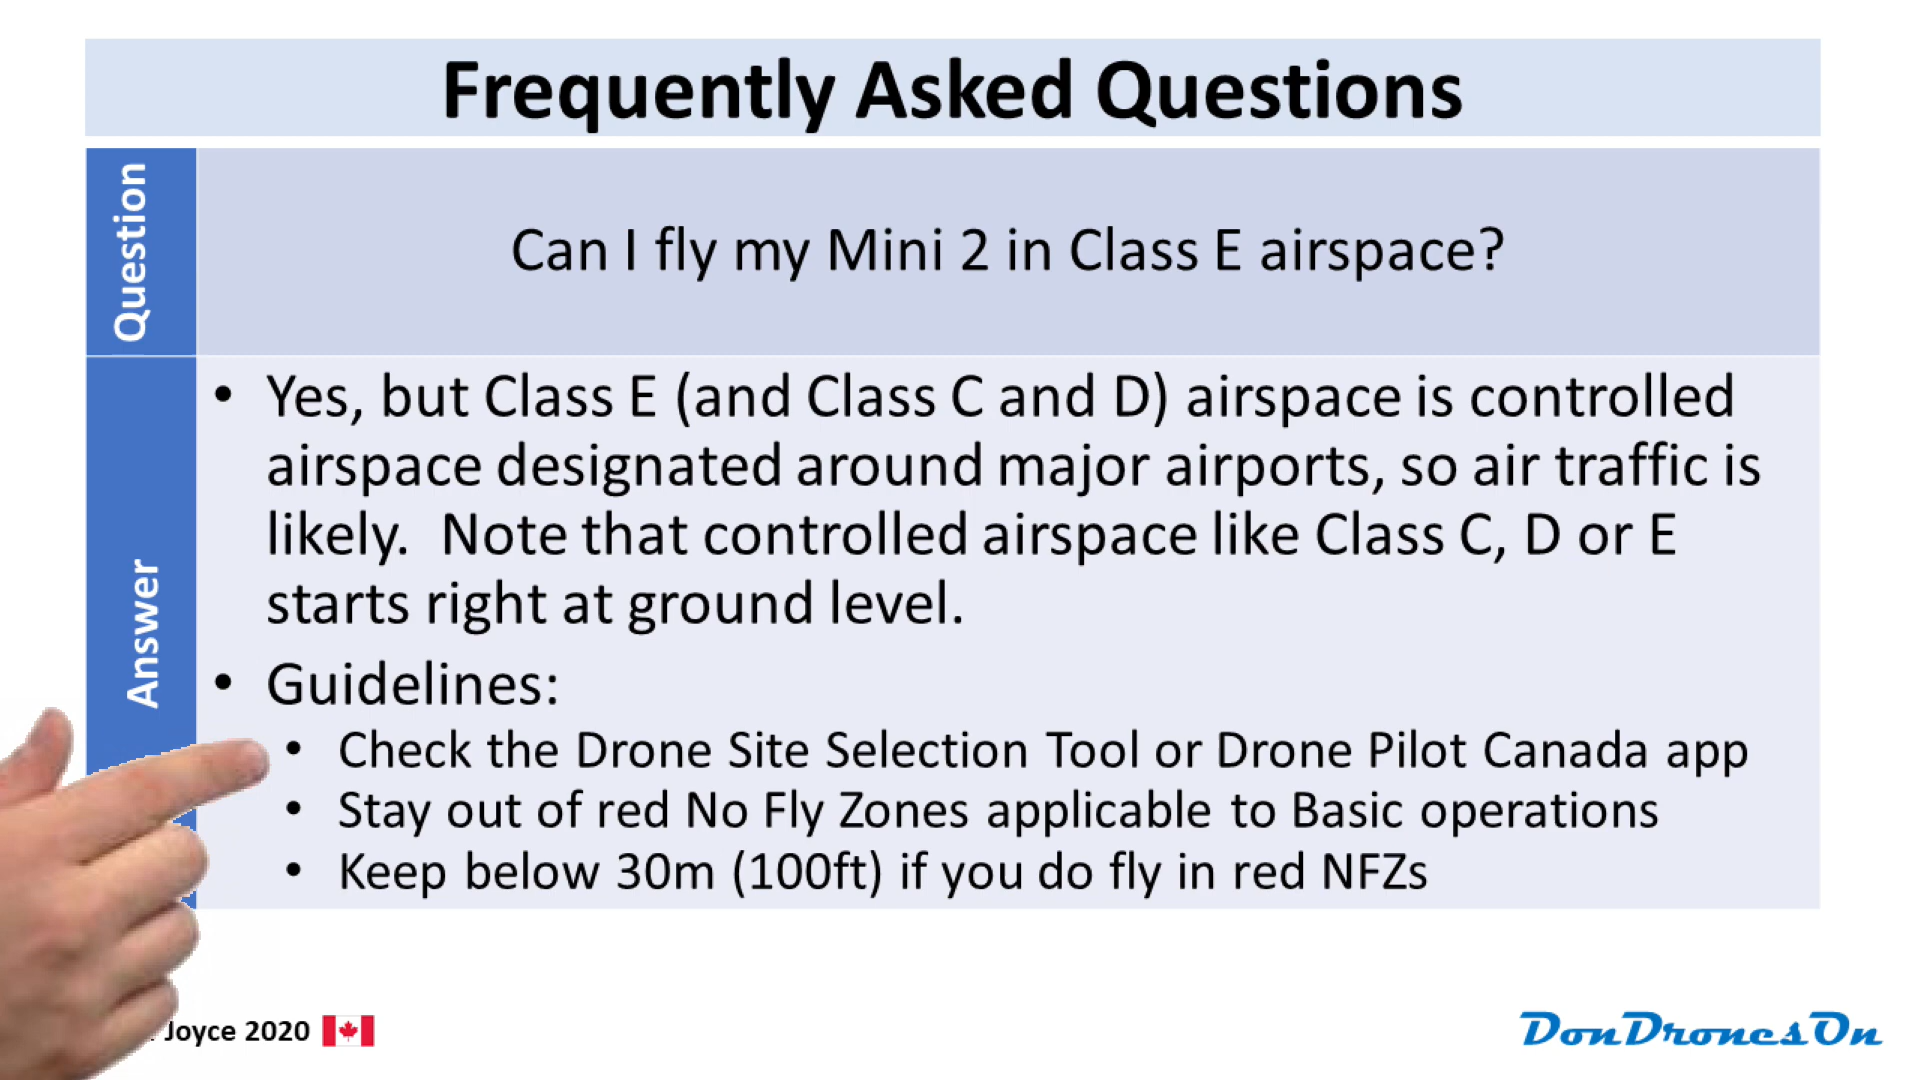 Frequently Asked Questions
Question
Can I fly my Mini 2 in Class E airspace?
Answer
• Yes, but Class E (and Class C and D) airspace is controlled
airspace designated around major airports, so air traffic is
likely.  Note that controlled airspace like Class C, D or E
starts right at ground level.
• Guidelines:
• Check the Drone Site Selection Tool or Drone Pilot Canada app
• Stay out of red No Fly Zones applicable to Basic operations
• Keep below 30m (100ft) if you do fly in red NFZs
Joyce 2020
DonDronesOn